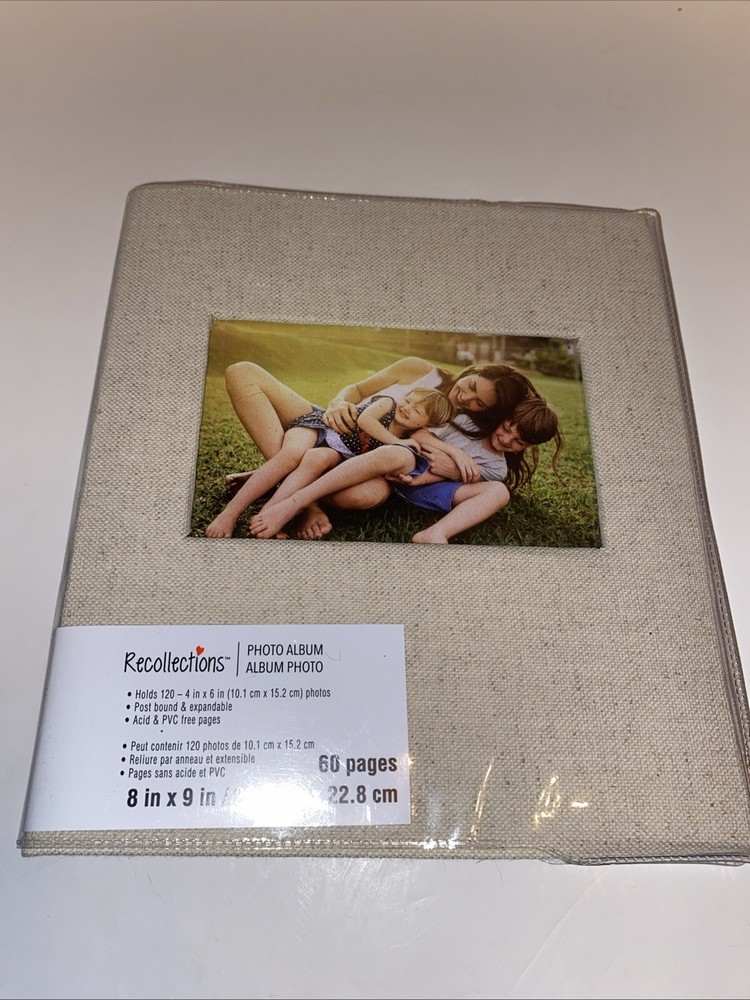 Recollections™
PHOTO ALBUM
ALBUM PHOTO
• Holds 120 – 4 in x 6 in (10.1 cm x 15.2 cm) photos
• Post bound & expandable
• Acid & PVC free pages
• Peut contenir 120 photos de 10.1 cm x 15.2 cm
• Reliure par anneau et extensible
• Pages sans acide et PVC
60 pages
8 in x 9 in / 22.8 cm